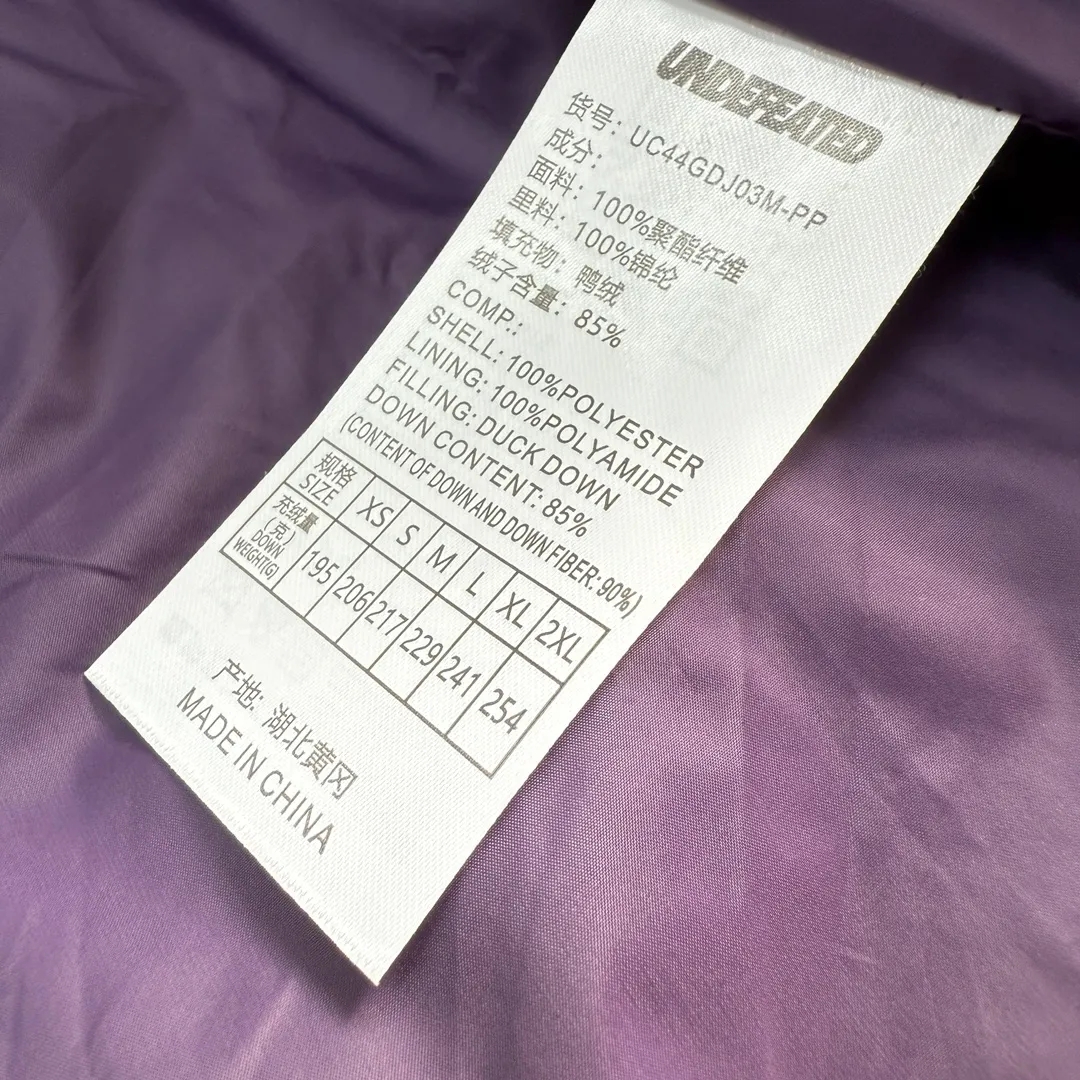 UNDEFEATED
货号: UC44GDJ03M-PP
成分:
面料: 100%聚酯纤维
里料: 100%锦纶
填充物: 鸭绒
绒子含量: 85%
COMP.:
SHELL: 100%POLYESTER
LINING: 100%POLYAMIDE
FILLING: DUCK DOWN
DOWN CONTENT: 85%
(CONTENT OF DOWN AND DOWN FIBER: 90%)
规格 SIZE XS S M L XL 2XL
充绒量 (克) DOWN WEIGHT(G) 195 206 217 229 241 254
产地: 湖北黄冈
MADE IN CHINA